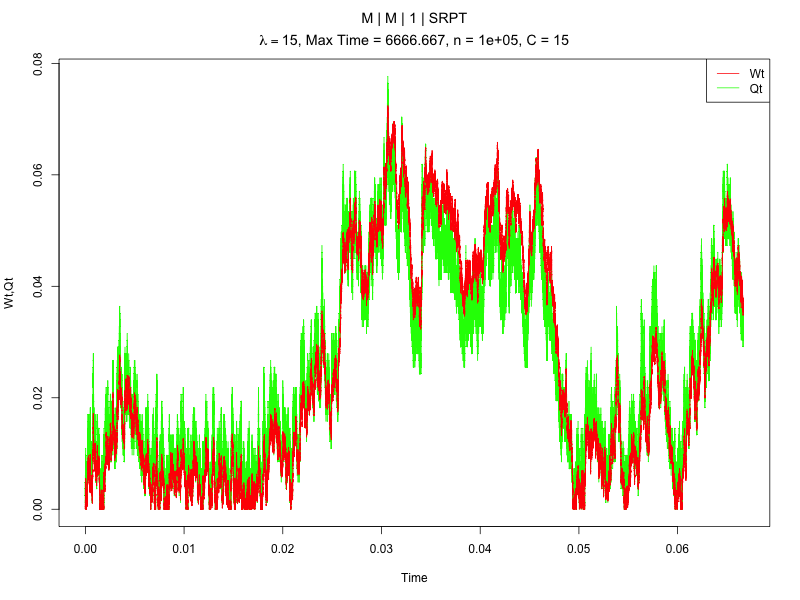 M | M | 1 | SRPT
λ = 15, Max Time = 6666.667, n = 1e+05, C = 15
Wt
Qt
0.08
0.06
0.04
0.02
0.00
Wt,Qt
0.00 0.01 0.02 0.03 0.04 0.05 0.06
Time